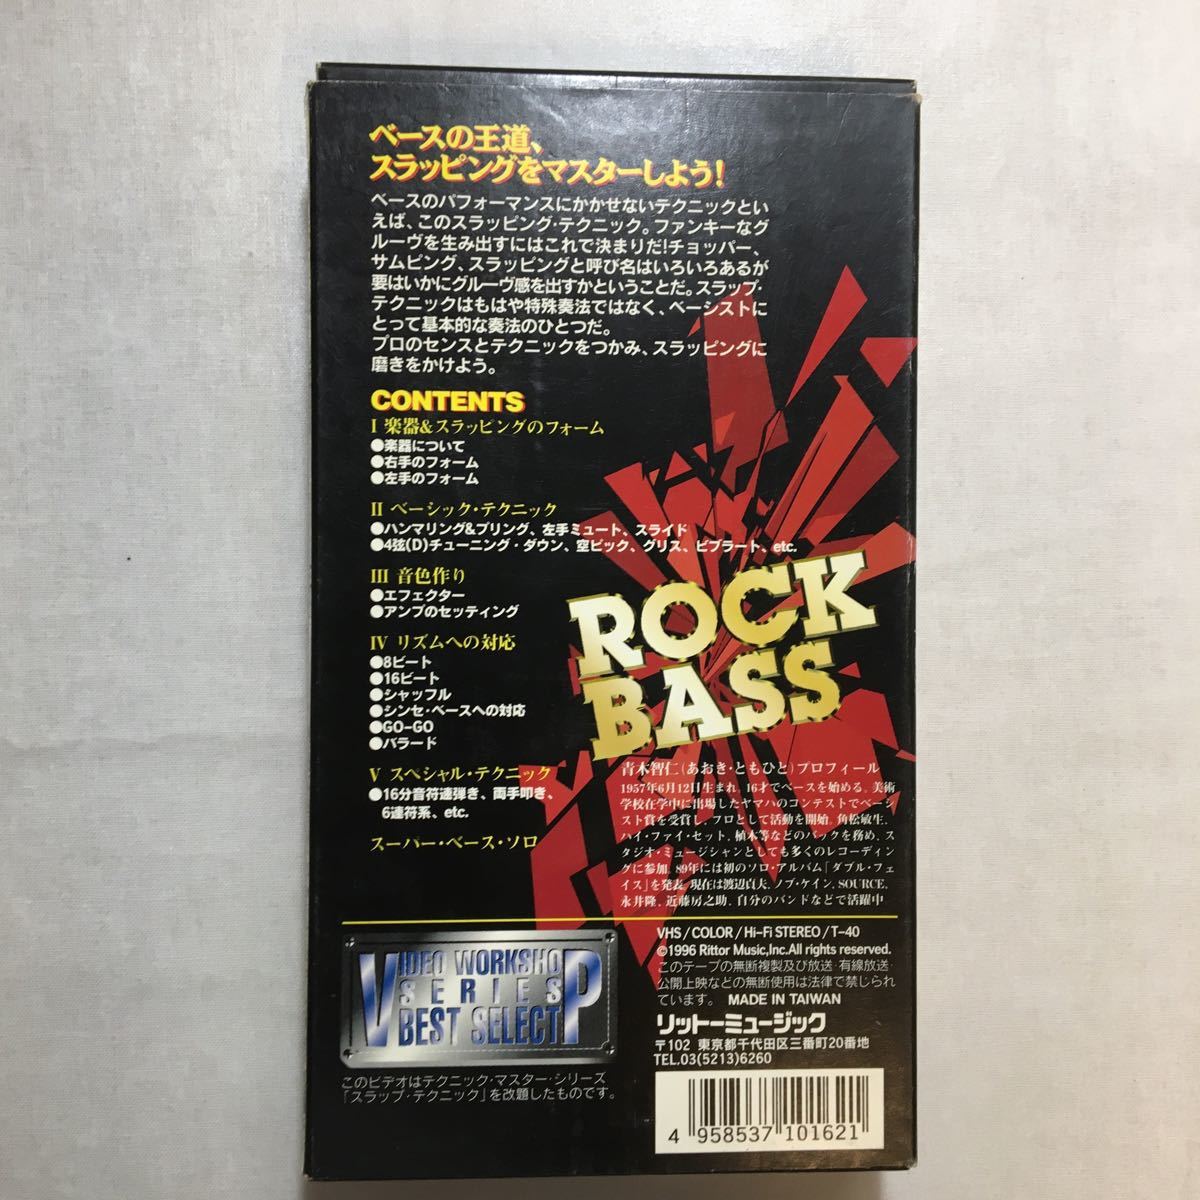 ベースの王道、
スラッピングをマスターしよう!
ベースのパフォーマンスにかかせないテクニックとい
えば、このスラッピング・テクニック。ファンキーなグ
ルーヴを生み出すにはこれで決まりだ!チョッパー、
サムピング、スラッピングと呼び名はいろいろあるが
要はいかにグルーヴ感を出すかということだ。スラップ・
テクニックはもはや特殊奏法ではなく、ベーシストに
とって基本的な奏法のひとつだ。
プロのセンスとテクニックをつかみ、スラッピングに
磨きをかけよう。
CONTENTS
I 楽器&スラッピングのフォーム
●楽器について
●右手のフォーム
●左手のフォーム
II ベーシック・テクニック
●ハンマリング&プリング、左手ミュート、スライド
●4弦(D)チューニング・ダウン、空ピック、グリス、ビブラート、etc.
III 音色作り
●エフェクター
●アンプのセッティング
IV リズムへの対応
●8ビート
●16ビート
●シャッフル
●シンセ・ベースへの対応
●GO-GO
●バラード
V スペシャル・テクニック
●16分音符速弾き、両手叩き、
6連符系、etc.
スーパー・ベース・ソロ
ROCK
BASS
青木智仁(あおき・ともひと)プロフィール
1957年6月12日生まれ。16才でベースを始める。美術
学校在学中に出場したヤマハのコンテストでベーシ
スト賞を受賞し、プロとして活動を開始。角松敏生、
ハイ・ファイ・セット、楠木等などのバックを務め、ス
タジオ・ミュージシャンとしても多くのレコーディン
グに参加。89年には初のソロ・アルバム「ダブル・フェ
イス」を発表。現在は渡辺貞夫、ノブ・ケイン、SOURCE、
永井隆、近藤房之助、自分のバンドなどで活躍中
VIDEO WORKSHOP
SERIES
BEST SELECT
このビデオはテクニック・マスター・シリーズ
「スラップ・テクニック」を改題したものです。
VHS/COLOR/Hi-Fi STEREO/T-40
©1996 Rittor Music,Inc.All rights reserved.
このテープの無断複製及び放送・有線放送・
公開上映などの無断使用は法律で禁じられ
ています。 MADE IN TAIWAN
リットーミュージック
〒102 東京都千代田区三番町20番地
TEL.03(5213)6260
4 958537 101621